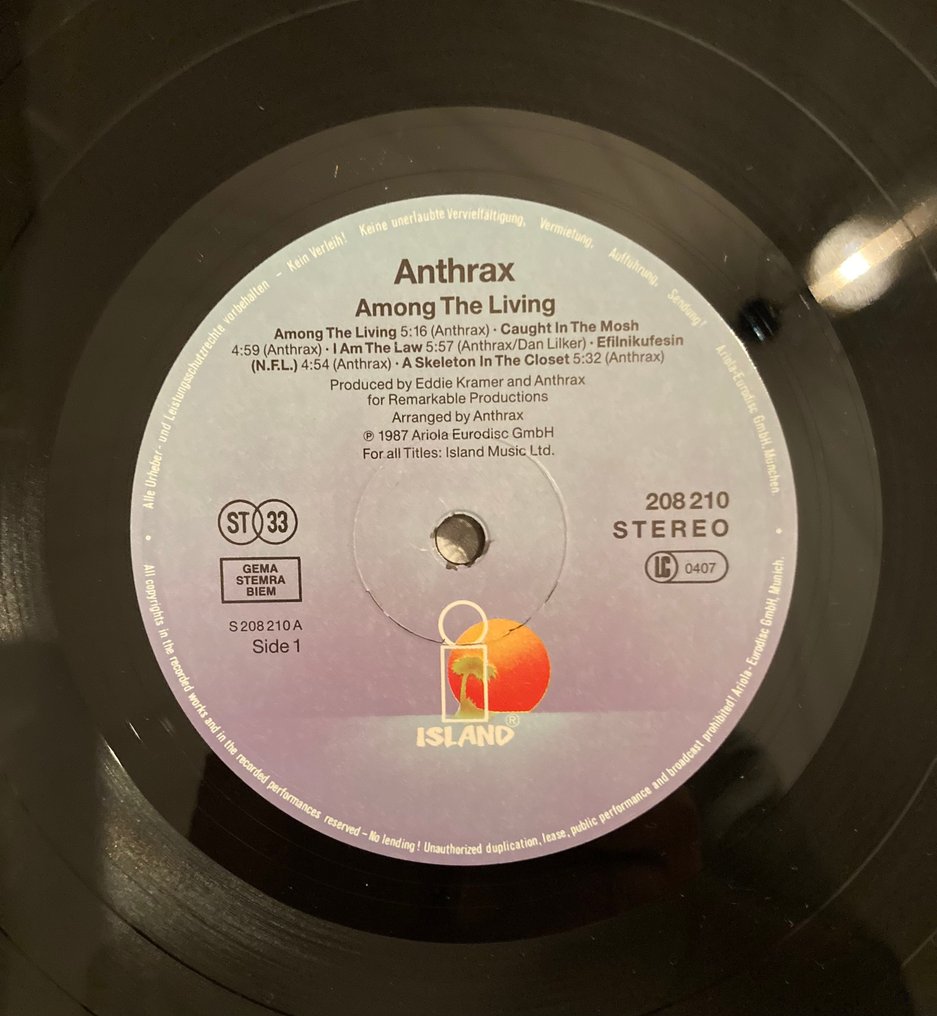 Alle Urheber- und Leistungsschutzrechte vorbehalten – Kein Verleih! Keine unerlaubte Vervielfältigung, Vermietung, Aufführung, Sendung! Ariola-Eurodisc GmbH, München
Anthrax
Among The Living
Among The Living 5:16 (Anthrax) · Caught In The Mosh
4:59 (Anthrax) · I Am The Law 5:57 (Anthrax/Dan Lilker) · Efilnikufesin
(N.F.L.) 4:54 (Anthrax) · A Skeleton In The Closet 5:32 (Anthrax)
Produced by Eddie Kramer and Anthrax
for Remarkable Productions
Arranged by Anthrax
℗ 1987 Ariola Eurodisc GmbH
For all Titles: Island Music Ltd.
ST 33
GEMA
STEMRA
BIEM
S 208 210 A
Side 1
208 210
STEREO
LC 0407
ISLAND®
All copyrights in the recorded works and in the recorded performances reserved – No lending! Unauthorized duplication, lease, public performance and broadcast prohibited! Ariola-Eurodisc GmbH, Munich.